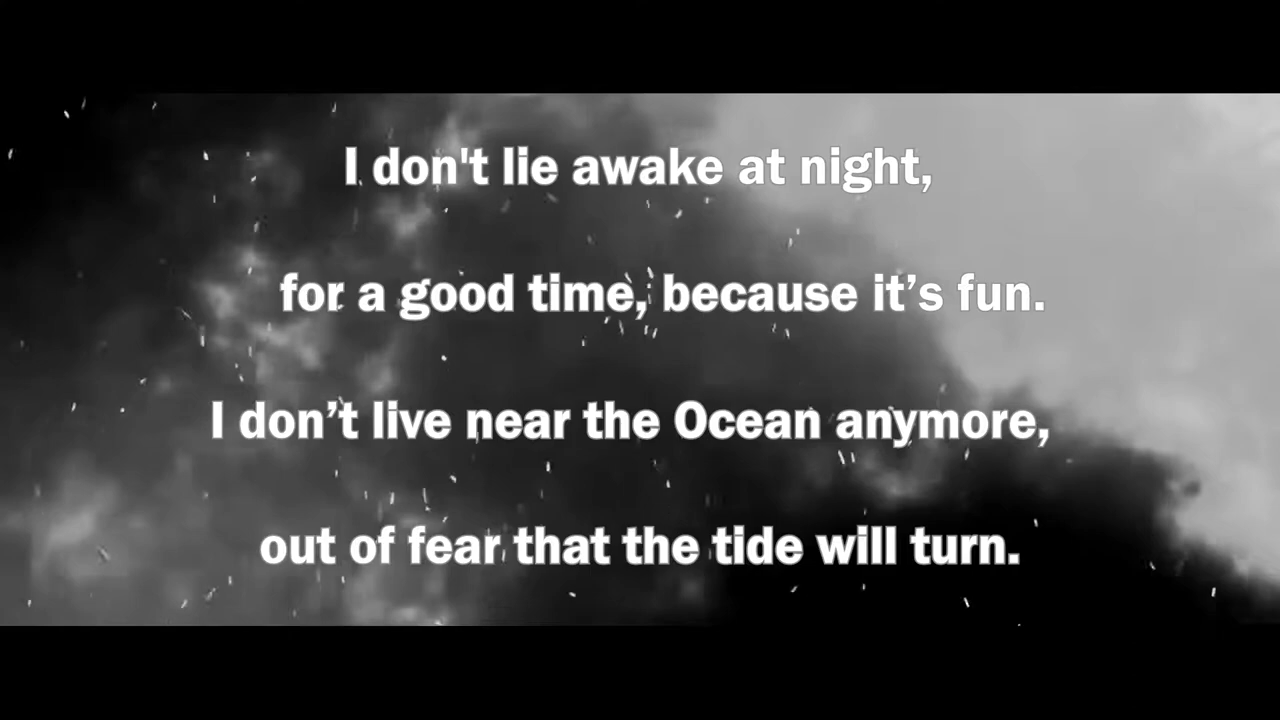 I don't lie awake at night,
for a good time, because it’s fun.
I don’t live near the Ocean anymore,
out of fear that the tide will turn.